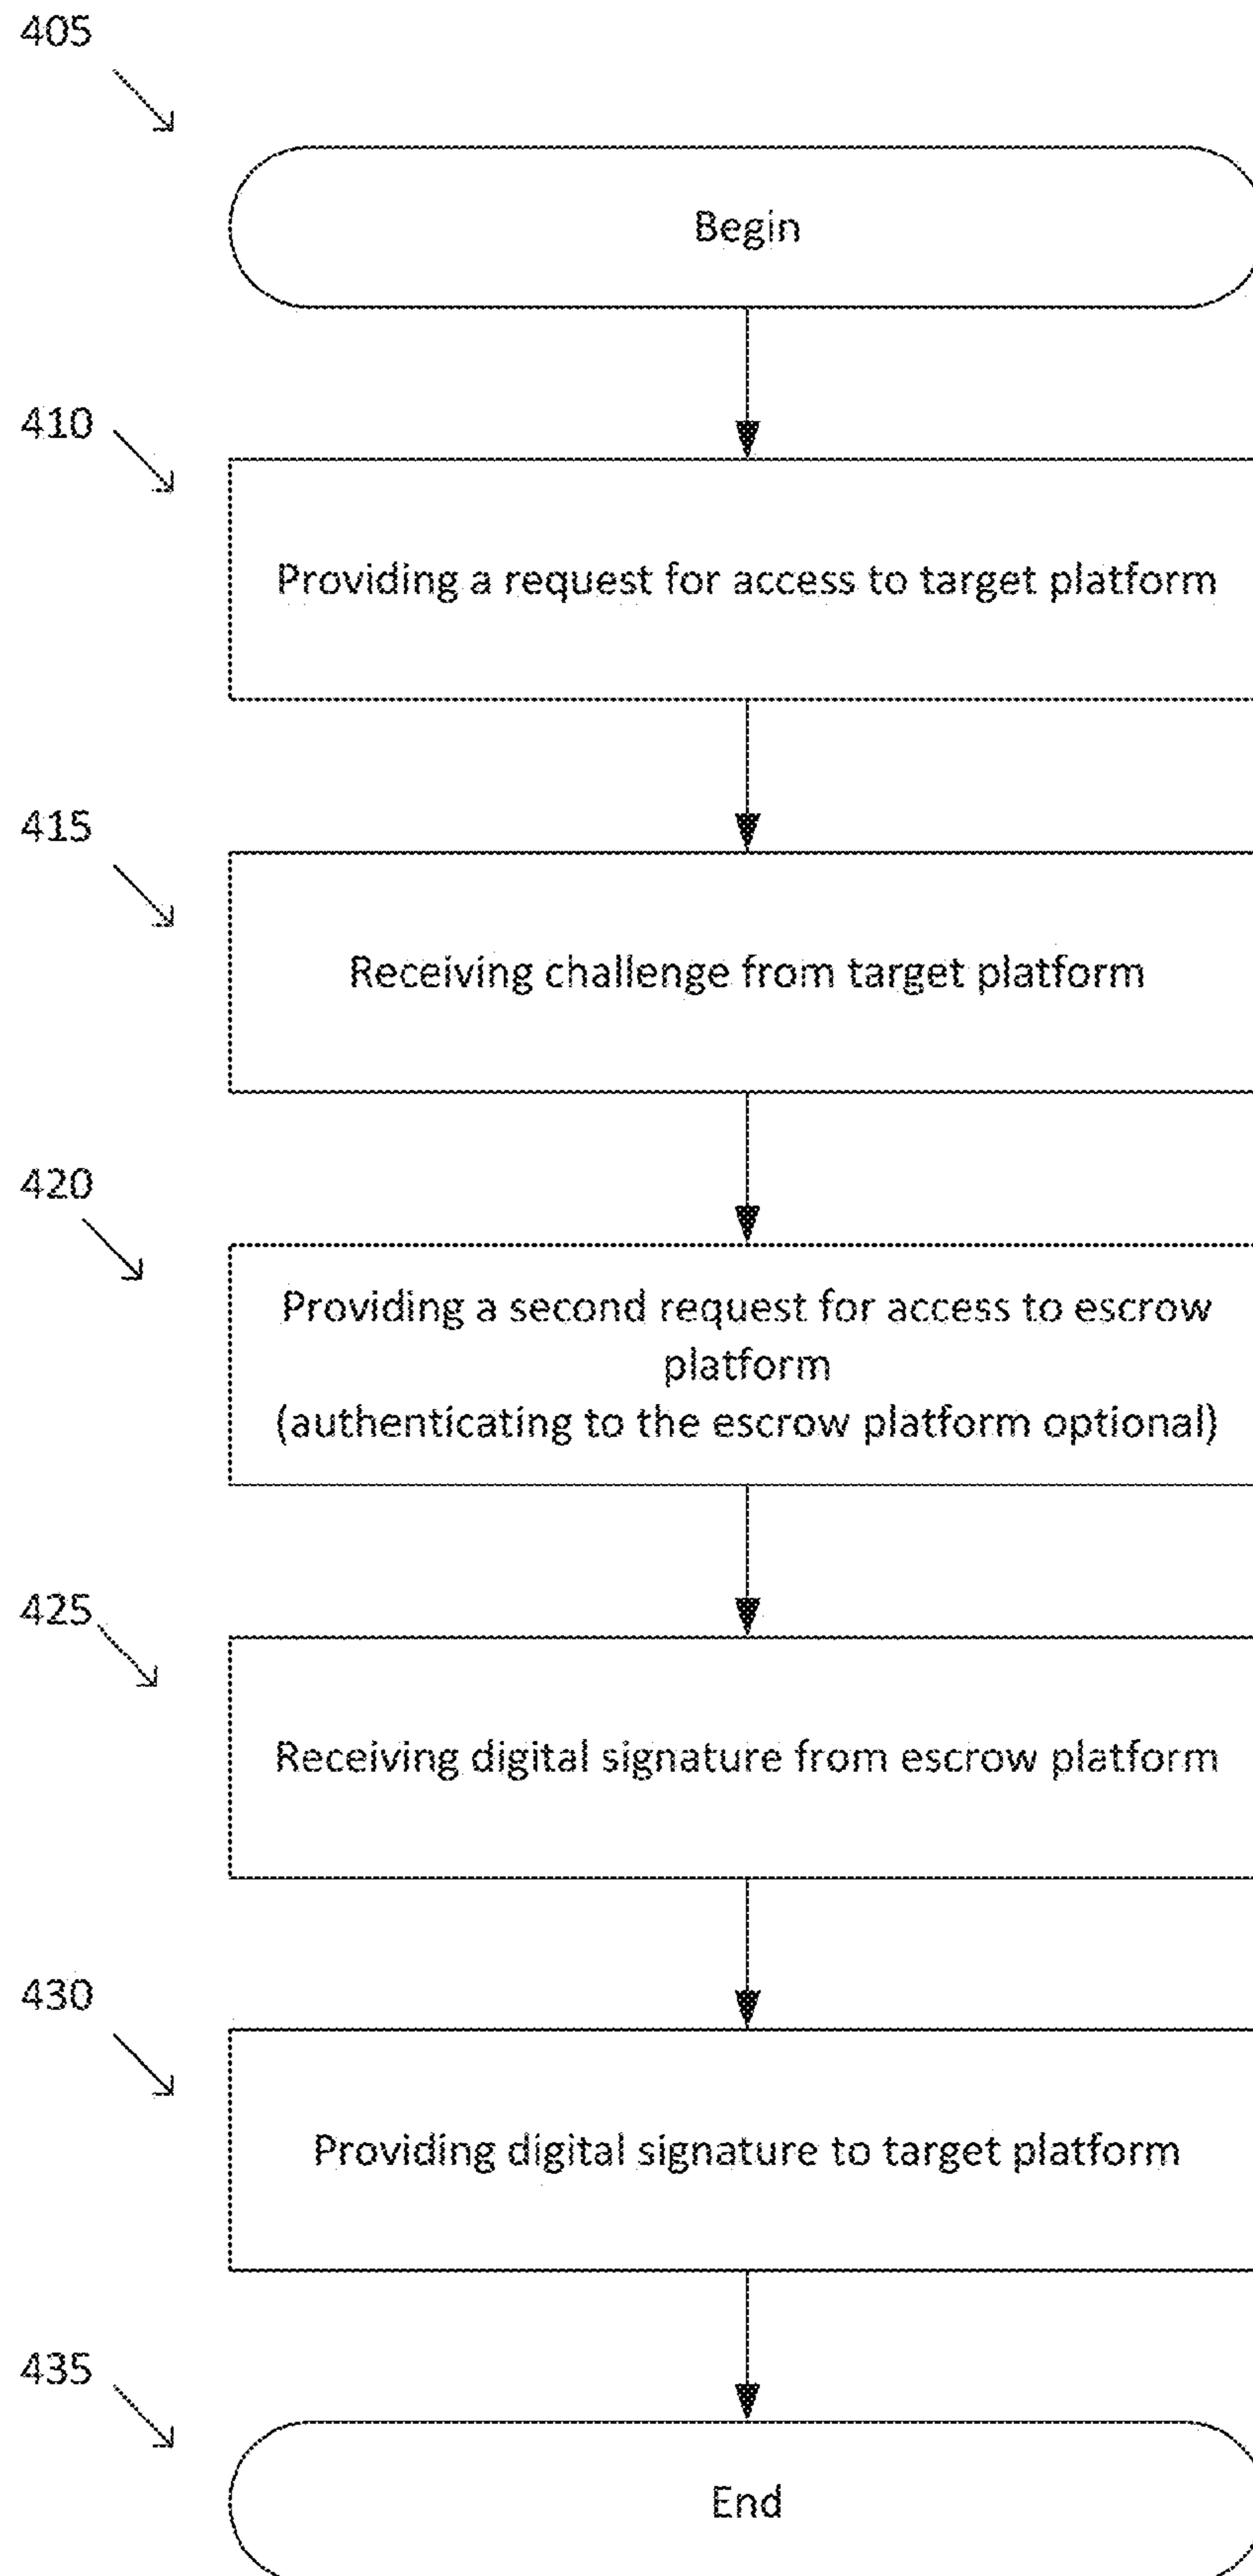 405
Begin
410
Providing a request for access to target platform
415
Receiving challenge from target platform
420
Providing a second request for access to escrow
platform
(authenticating to the escrow platform optional)
425
Receiving digital signature from escrow platform
430
Providing digital signature to target platform
435
End